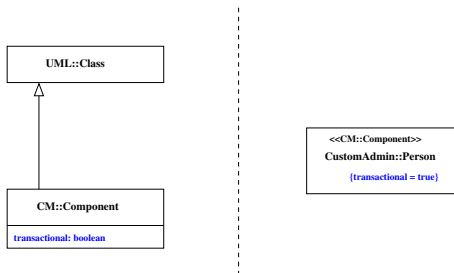 UML::Class
CM::Component
transactional: boolean
<<CM::Component>>
CustomAdmin::Person
{transactional = true}